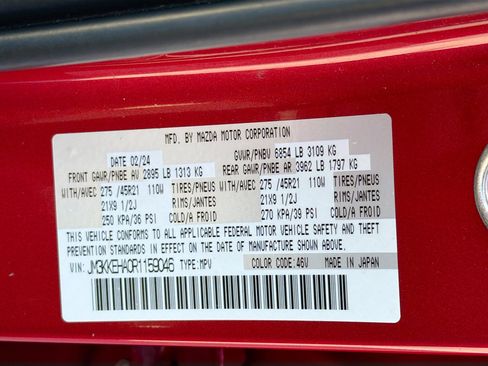 MFD. BY MAZDA MOTOR CORPORATION
DATE 02/24 GVWR/PNBV 6854 LB 3109 KG
FRONT GAWR/PNBE AV 2895 LB 1313 KG REAR GAWR/PNBE AR 3962 LB 1797 KG
WITH/AVEC 275 /45R21 110W TIRES/PNEUS WITH/AVEC 275 /45R21 110W TIRES/PNEUS
21X9 1/2J RIMS/JANTES 21X9 1/2J RIMS/JANTES
250 KPA/36 PSI COLD/A FROID 270 KPA/39 PSI COLD/A FROID
THIS VEHICLE CONFORMS TO ALL APPLICABLE FEDERAL MOTOR VEHICLE SAFETY AND THEFT
PREVENTION STANDARDS IN EFFECT ON THE DATE OF MANUFACTURE SHOWN ABOVE.
VIN: JM3KKEHA0R1159046 TYPE:MPV COLOR CODE:46V MADE IN JAPAN